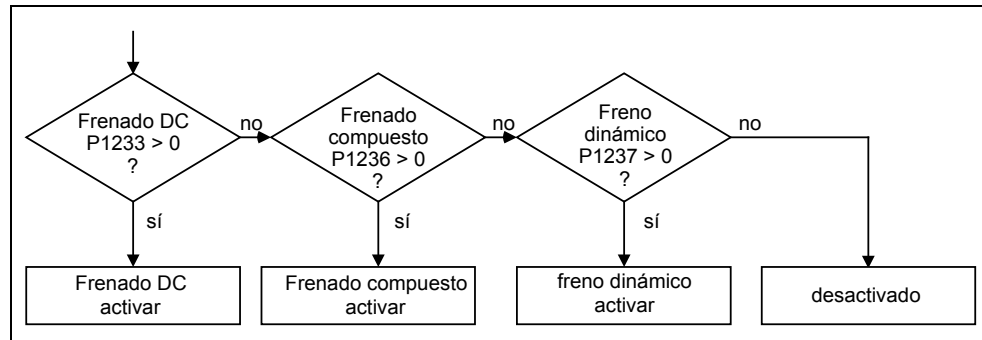 Frenado DC
P1233 > 0
?
no
Frenado
compuesto
P1236 > 0
?
no
Freno
dinámico
P1237 > 0
?
no
sí
sí
sí
Frenado DC
activar
Frenado compuesto
activar
freno dinámico
activar
desactivado